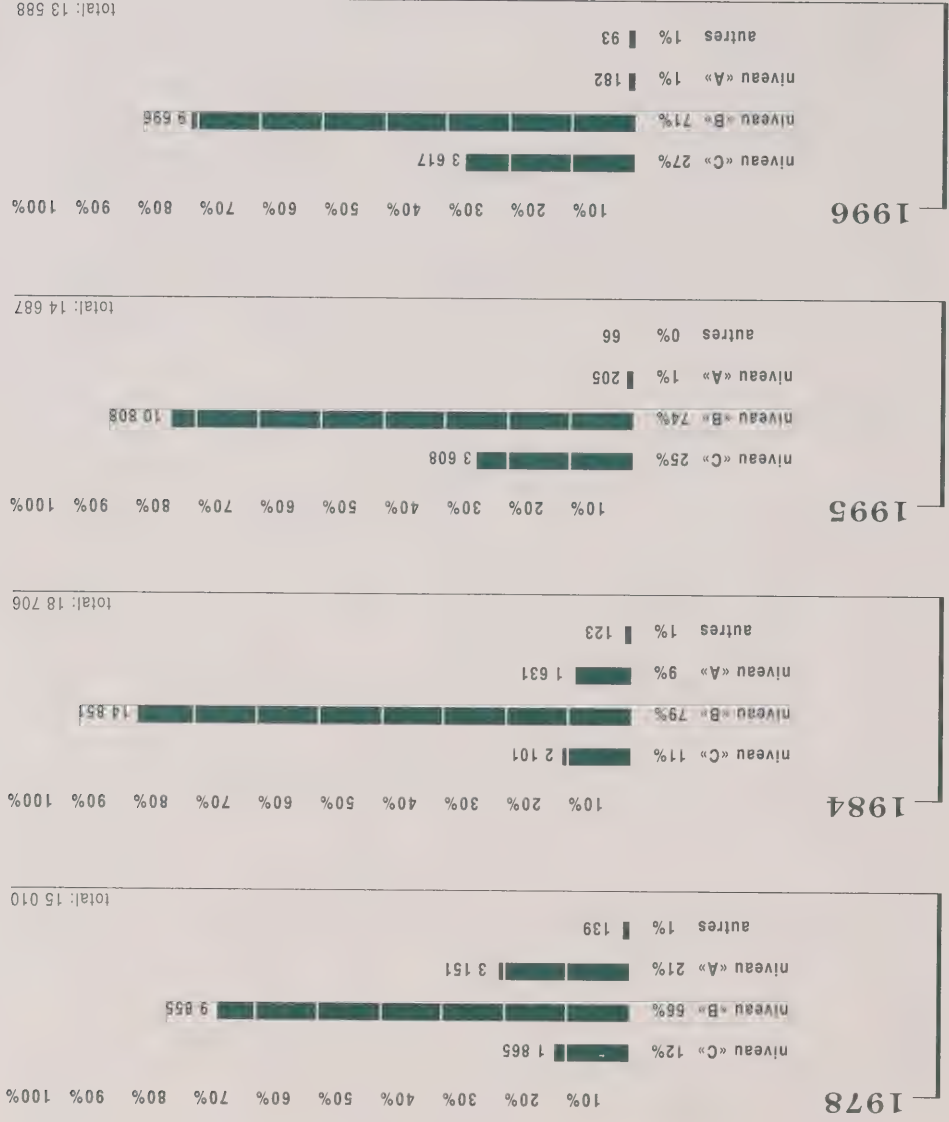 1978
10% 20% 30% 40% 50% 60% 70% 80% 90% 100%
niveau «C» 12% 1 865
niveau «B» 66% 9 855
niveau «A» 21% 3 151
autres 1% 139
total: 15 010
1984
10% 20% 30% 40% 50% 60% 70% 80% 90% 100%
niveau «C» 11% 2 101
niveau «B» 79% 14 851
niveau «A» 9% 1 631
autres 1% 123
total: 18 706
1995
10% 20% 30% 40% 50% 60% 70% 80% 90% 100%
niveau «C» 25% 3 608
niveau «B» 74% 10 808
niveau «A» 1% 205
autres 0% 66
total: 14 687
1996
10% 20% 30% 40% 50% 60% 70% 80% 90% 100%
niveau «C» 27% 3 617
niveau «B» 71% 9 696
niveau «A» 1% 182
autres 1% 93
total: 13 588